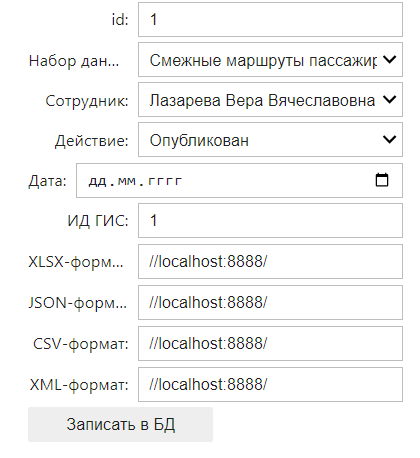 id: 1
Набор дан... Смежные маршруты пассажир
Сотрудник: Лазарева Вера Вячеславовна
Действие: Опубликован
Дата: дд.мм.гггг
ИД ГИС: 1
XLSX-форм... //localhost:8888/
JSON-форм... //localhost:8888/
CSV-формат: //localhost:8888/
XML-формат: //localhost:8888/
Записать в БД